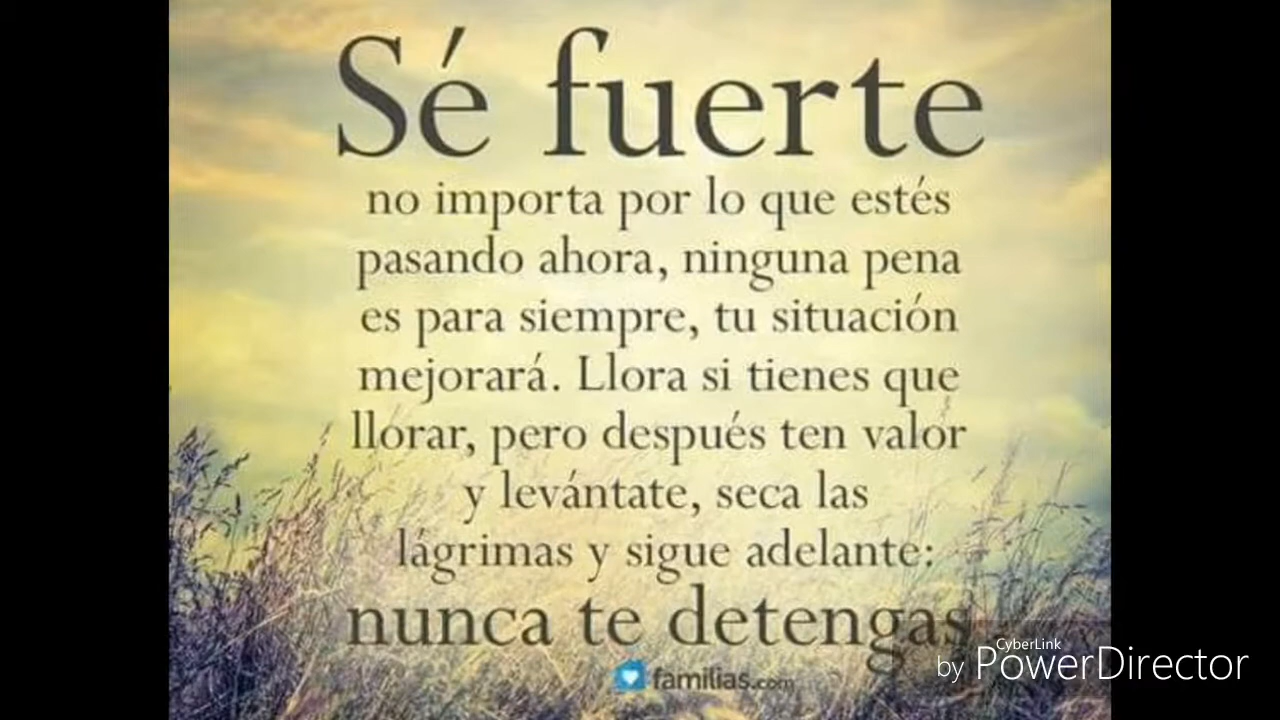 Sé fuerte
no importa por lo que estés
pasando ahora, ninguna pena
es para siempre, tu situación
mejorará. Llora si tienes que
llorar, pero después ten valor
y levántate, seca las
lágrimas y sigue adelante:
nunca te detengas
familias.com
CyberLink
by PowerDirector